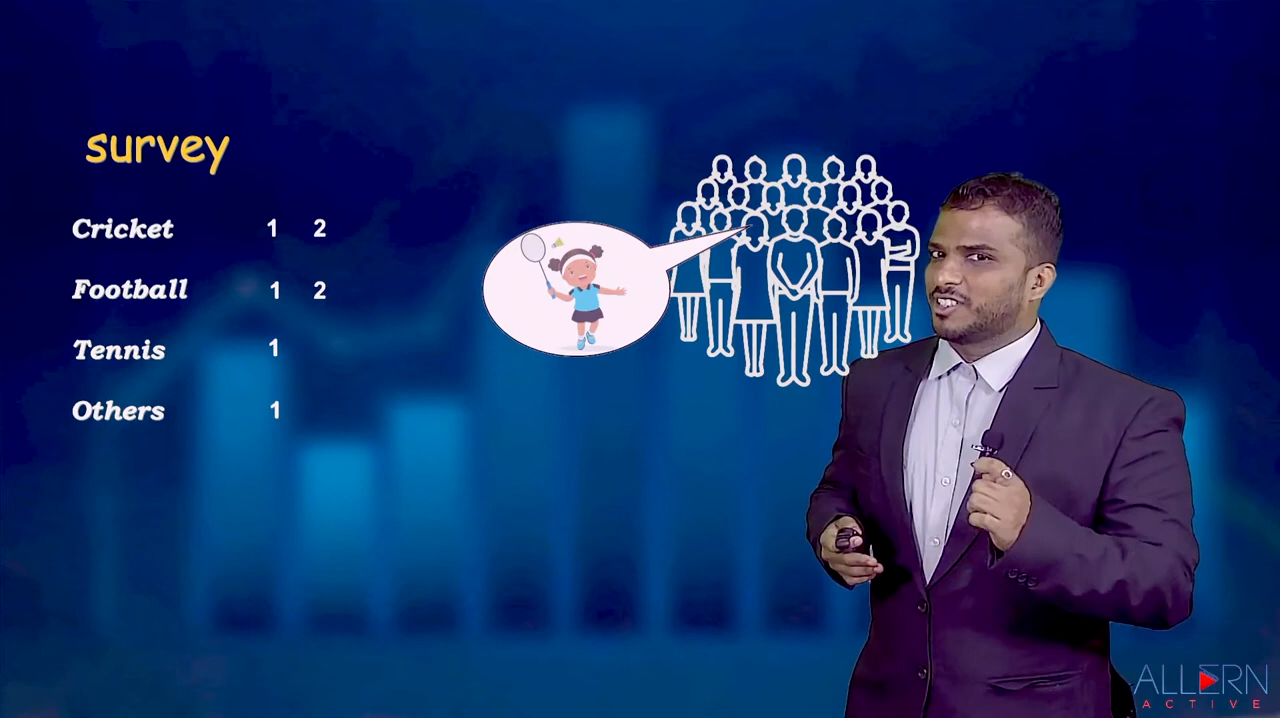 survey
Cricket 1 2
Football 1 2
Tennis 1
Others 1
ALLERN
ACTIVE